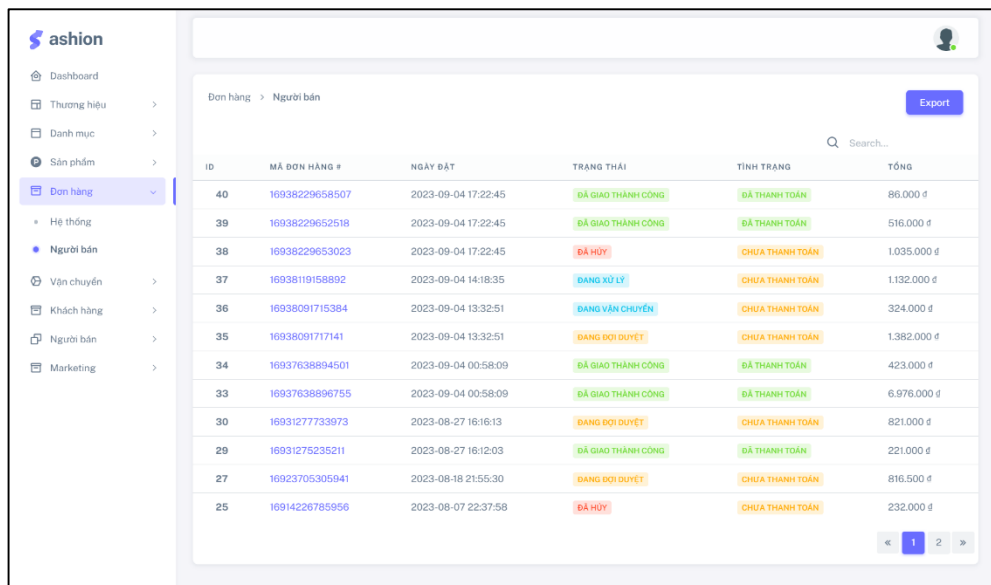 ashion
Dashboard
Thương hiệu
Danh mục
Sản phẩm
Đơn hàng
Hệ thống
Người bán
Vận chuyển
Khách hàng
Người bán
Marketing
Đơn hàng > Người bán
Export
Search...
ID MÃ ĐƠN HÀNG # NGÀY ĐẶT TRẠNG THÁI TÌNH TRẠNG TỔNG
40 16938229658507 2023-09-04 17:22:45 ĐÃ GIAO THÀNH CÔNG ĐÃ THANH TOÁN 86.000 đ
39 16938229652518 2023-09-04 17:22:45 ĐÃ GIAO THÀNH CÔNG ĐÃ THANH TOÁN 516.000 đ
38 16938229653023 2023-09-04 17:22:45 ĐÃ HỦY CHƯA THANH TOÁN 1.035.000 đ
37 16938119158892 2023-09-04 14:18:35 ĐANG XỬ LÝ CHƯA THANH TOÁN 1.132.000 đ
36 16938091715384 2023-09-04 13:32:51 ĐANG VẬN CHUYỂN CHƯA THANH TOÁN 324.000 đ
35 16938091717141 2023-09-04 13:32:51 ĐANG ĐỢI DUYỆT CHƯA THANH TOÁN 1.382.000 đ
34 16937638894501 2023-09-04 00:58:09 ĐÃ GIAO THÀNH CÔNG ĐÃ THANH TOÁN 423.000 đ
33 16937638896755 2023-09-04 00:58:09 ĐÃ GIAO THÀNH CÔNG ĐÃ THANH TOÁN 6.976.000 đ
30 16931277733973 2023-08-27 16:16:13 ĐANG ĐỢI DUYỆT CHƯA THANH TOÁN 821.000 đ
29 16931275235211 2023-08-27 16:12:03 ĐÃ GIAO THÀNH CÔNG ĐÃ THANH TOÁN 221.000 đ
27 16923705305941 2023-08-18 21:55:30 ĐANG ĐỢI DUYỆT CHƯA THANH TOÁN 816.500 đ
25 16914226785956 2023-08-07 22:37:58 ĐÃ HỦY CHƯA THANH TOÁN 232.000 đ
« 1 2 »